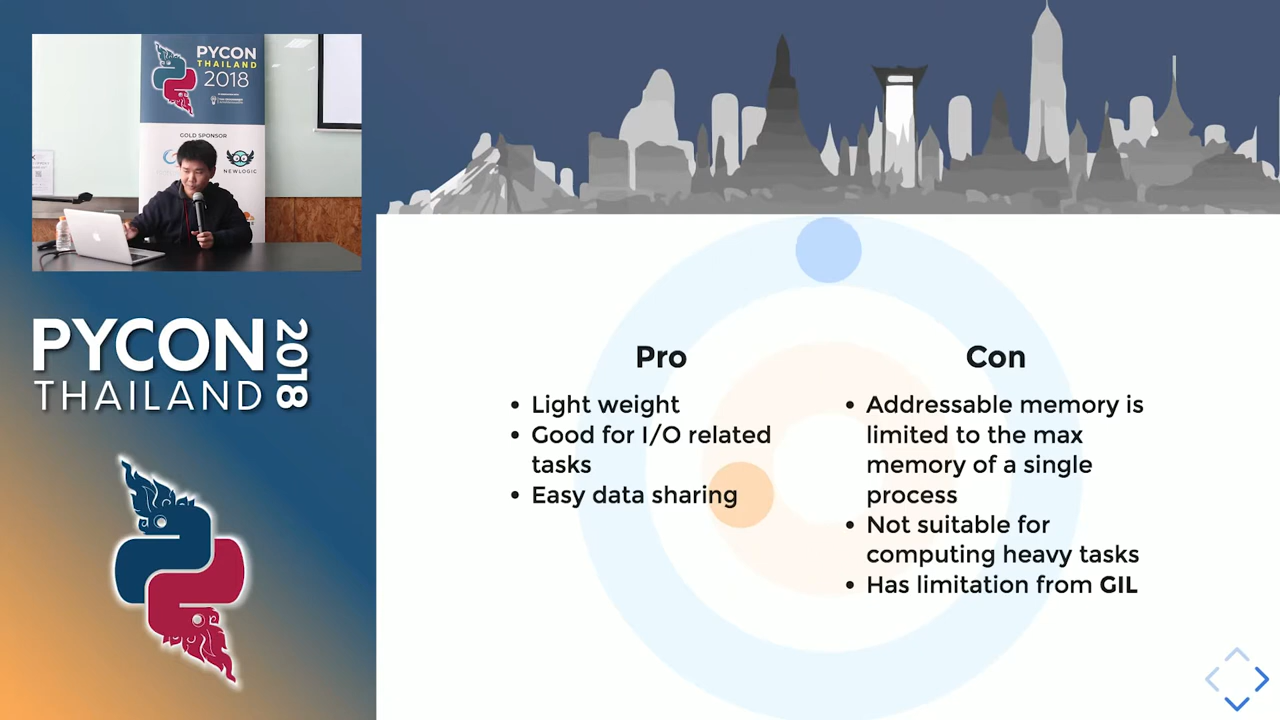 PYCON
THAILAND
2018
GOLD SPONSOR
NEWLOGIC
PYCON 2018
THAILAND
Pro
• Light weight
• Good for I/O related
tasks
• Easy data sharing
Con
• Addressable memory is
limited to the max
memory of a single
process
• Not suitable for
computing heavy tasks
• Has limitation from GIL